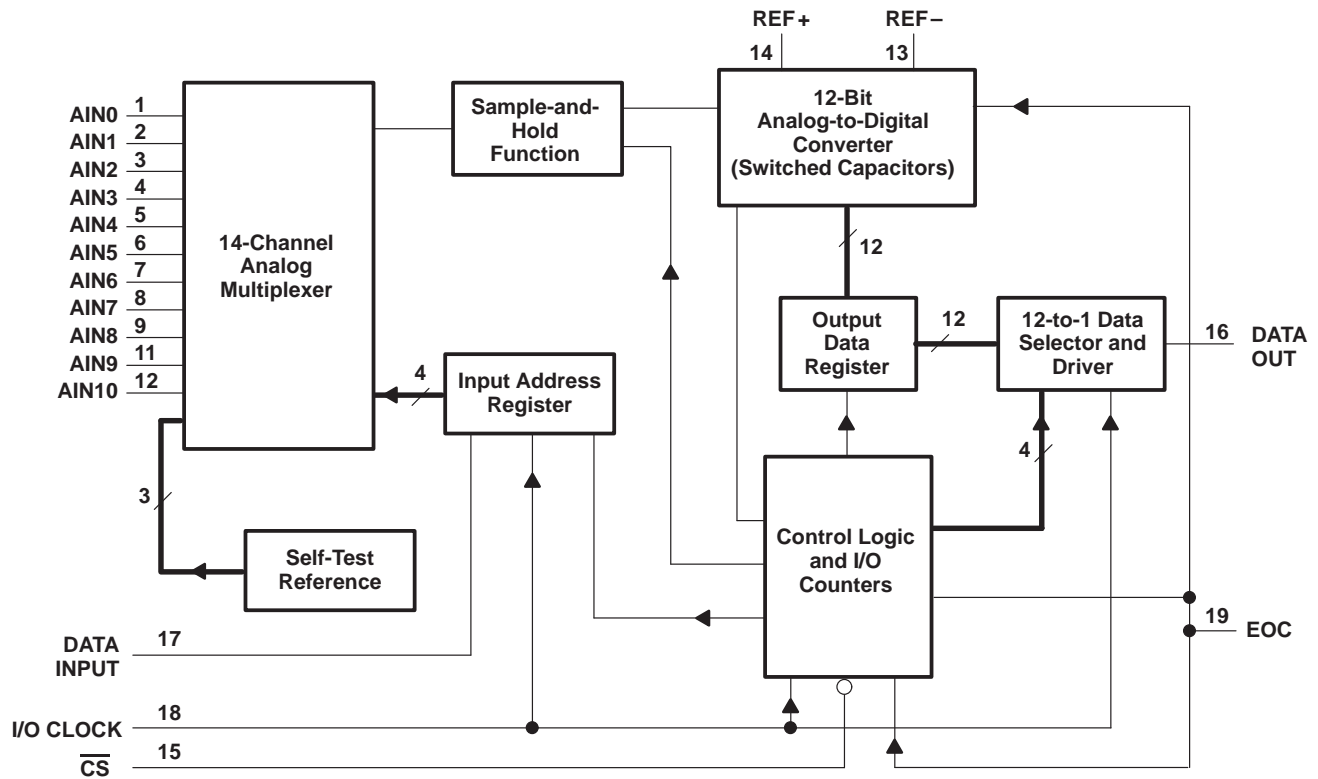 REF+
REF–
14
13
12-Bit
Analog-to-Digital
Converter
(Switched Capacitors)
Sample-and-
Hold
Function
14-Channel
Analog
Multiplexer
AIN0 1
AIN1 2
AIN2 3
AIN3 4
AIN4 5
AIN5 6
AIN6 7
AIN7 8
AIN8 9
AIN9 11
AIN10 12
12
Output
Data
Register
12
12-to-1 Data
Selector and
Driver
16
DATA
OUT
4
Input Address
Register
4
3
Self-Test
Reference
Control Logic
and I/O
Counters
19
EOC
DATA
INPUT
17
I/O CLOCK
18
C̅S̅
15